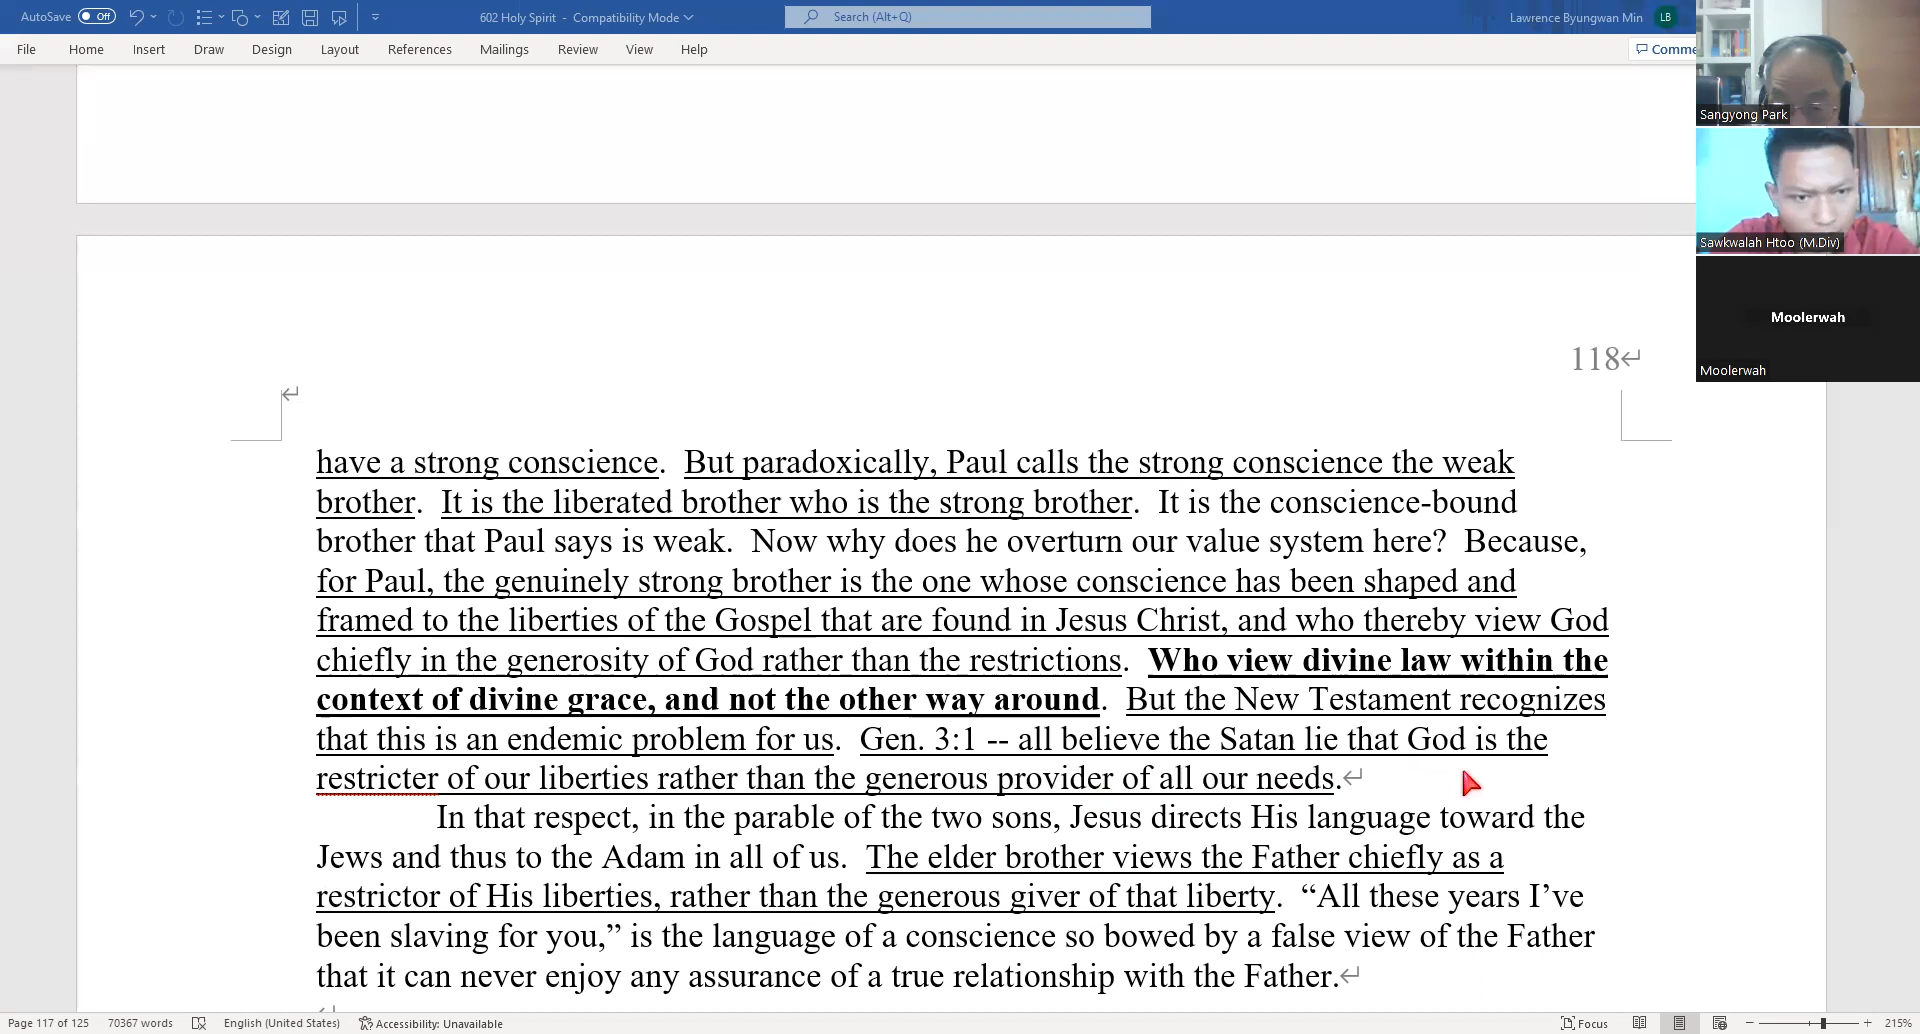 AutoSave Off 602 Holy Spirit - Compatibility Mode Search (Alt+Q) Lawrence Byungwan Min LB
File Home Insert Draw Design Layout References Mailings Review View Help Comme
Sangyong Park
Sawkwalah Htoo (M.Div)
Moolerwah
Moolerwah
118
have a strong conscience. But paradoxically, Paul calls the strong conscience the weak
brother. It is the liberated brother who is the strong brother. It is the conscience-bound
brother that Paul says is weak. Now why does he overturn our value system here? Because,
for Paul, the genuinely strong brother is the one whose conscience has been shaped and
framed to the liberties of the Gospel that are found in Jesus Christ, and who thereby view God
chiefly in the generosity of God rather than the restrictions. Who view divine law within the
context of divine grace, and not the other way around. But the New Testament recognizes
that this is an endemic problem for us. Gen. 3:1 -- all believe the Satan lie that God is the
restricter of our liberties rather than the generous provider of all our needs.
In that respect, in the parable of the two sons, Jesus directs His language toward the
Jews and thus to the Adam in all of us. The elder brother views the Father chiefly as a
restrictor of His liberties, rather than the generous giver of that liberty. “All these years I’ve
been slaving for you,” is the language of a conscience so bowed by a false view of the Father
that it can never enjoy any assurance of a true relationship with the Father.
Page 117 of 125 70367 words English (United States) Accessibility: Unavailable Focus 215%